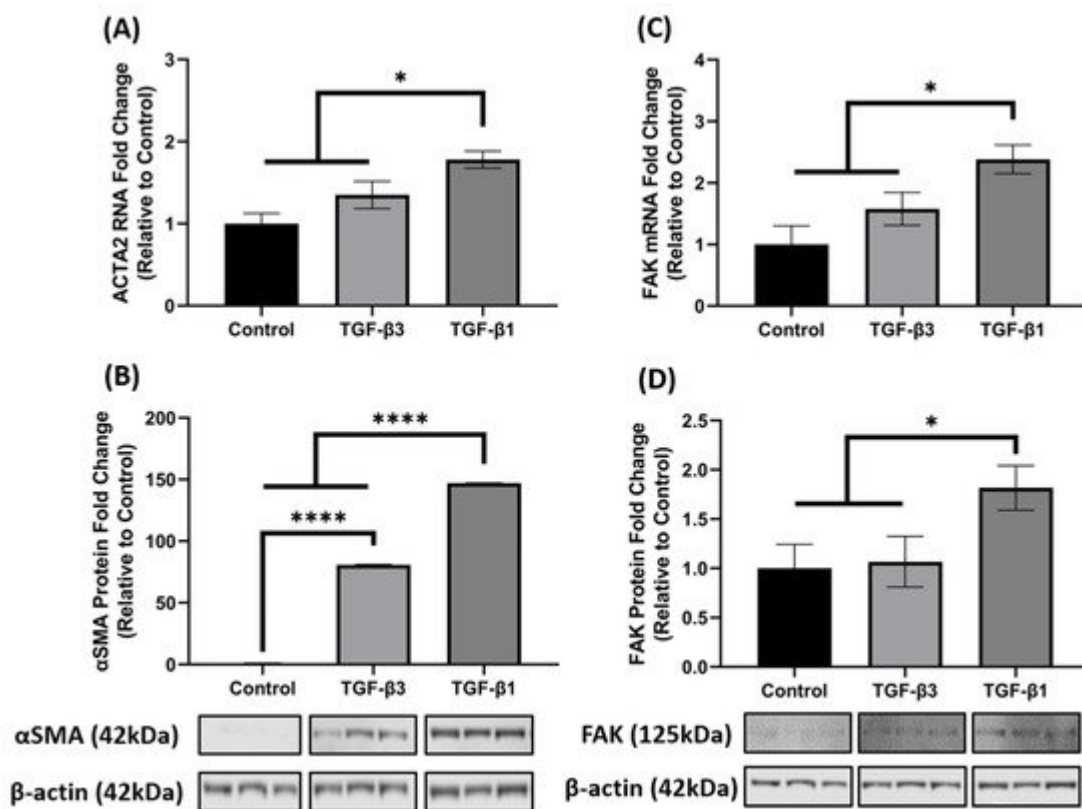 (A)
ACTA2 RNA Fold Change
(Relative to Control)
3
2
1
0
*
Control
TGF-β3
TGF-β1
(C)
FAK mRNA Fold Change
(Relative to Control)
4
3
2
1
0
*
Control
TGF-β3
TGF-β1
(B)
αSMA Protein Fold Change
(Relative to Control)
200
150
100
50
0
****
****
Control
TGF-β3
TGF-β1
αSMA (42kDa)
β-actin (42kDa)
(D)
FAK Protein Fold Change
(Relative to Control)
2.5
2.0
1.5
1.0
0.5
0.0
*
Control
TGF-β3
TGF-β1
FAK (125kDa)
β-actin (42kDa)